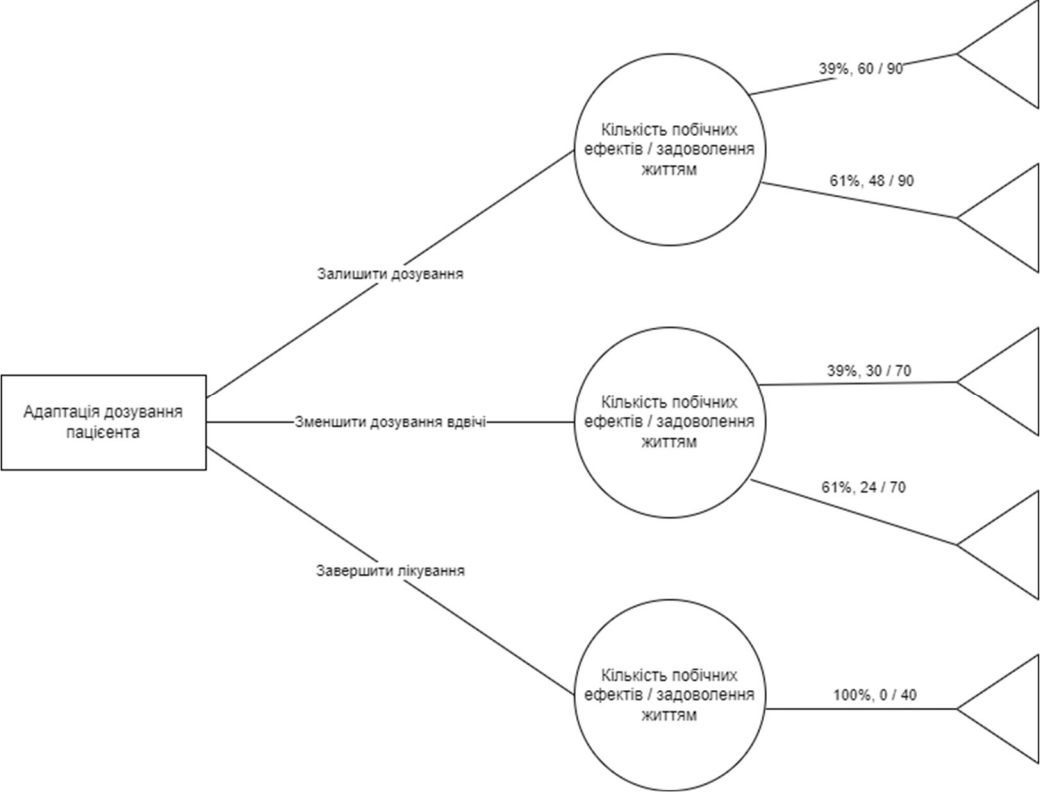 39%, 60 / 90
Кількість побічних
ефектів / задоволення
життям
61%, 48 / 90
Залишити дозування
39%, 30 / 70
Адаптація дозування
пацієнта
Зменшити дозування вдвічі
Кількість побічних
ефектів / задоволення
життям
61%, 24 / 70
Завершити лікування
Кількість побічних
ефектів / задоволення
життям
100%, 0 / 40